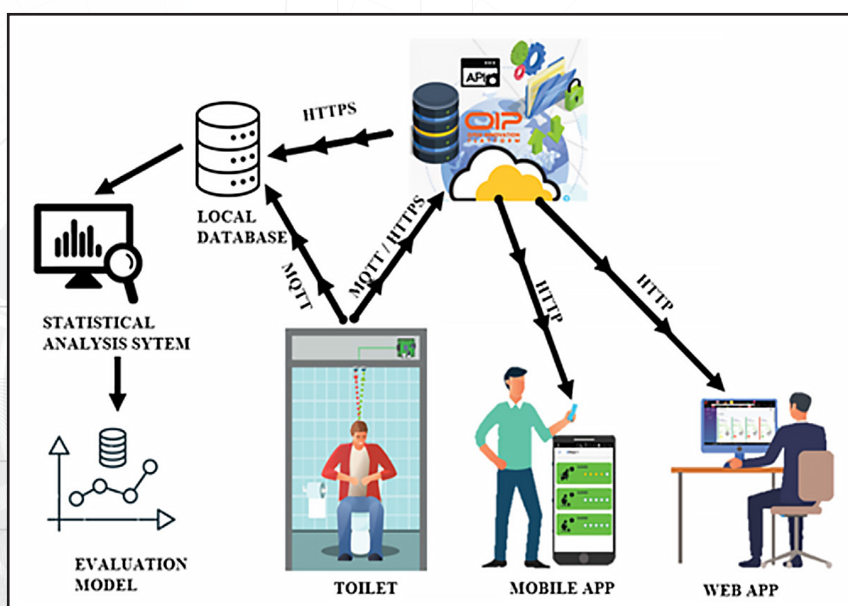 API
OIP
HTTPS
LOCAL
DATABASE
MQTT
MQTT / HTTPS
HTTP
HTTP
STATISTICAL
ANALYSIS SYTEM
EVALUATION
MODEL
TOILET
MOBILE APP
WEB APP